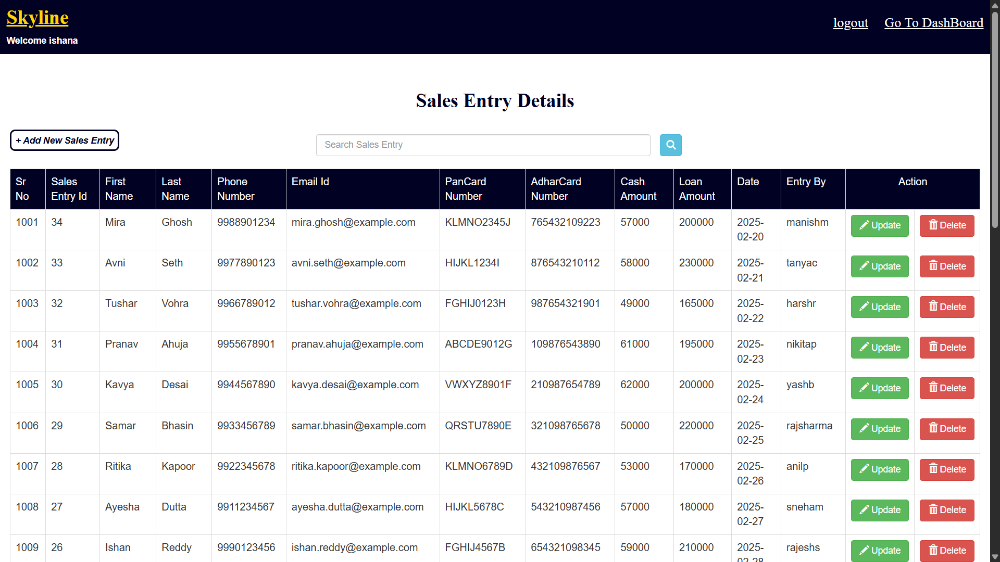 Skyline
Welcome ishana
logout Go To DashBoard
Sales Entry Details
+ Add New Sales Entry
Search Sales Entry
Sr No Sales Entry Id First Name Last Name Phone Number Email Id PanCard Number AdharCard Number Cash Amount Loan Amount Date Entry By Action
1001 34 Mira Ghosh 9988901234 mira.ghosh@example.com KLMNO2345J 765432109223 57000 200000 2025-02-20 manishm Update Delete
1002 33 Avni Seth 9977890123 avni.seth@example.com HIJKL1234I 876543210112 58000 230000 2025-02-21 tanyac Update Delete
1003 32 Tushar Vohra 9966789012 tushar.vohra@example.com FGHIJ0123H 987654321901 49000 165000 2025-02-22 harshr Update Delete
1004 31 Pranav Ahuja 9955678901 pranav.ahuja@example.com ABCDE9012G 109876543890 61000 195000 2025-02-23 nikitap Update Delete
1005 30 Kavya Desai 9944567890 kavya.desai@example.com VWXYZ8901F 210987654789 62000 200000 2025-02-24 yashb Update Delete
1006 29 Samar Bhasin 9933456789 samar.bhasin@example.com QRSTU7890E 321098765678 50000 220000 2025-02-25 rajsharma Update Delete
1007 28 Ritika Kapoor 9922345678 ritika.kapoor@example.com KLMNO6789D 432109876567 53000 170000 2025-02-26 anilp Update Delete
1008 27 Ayesha Dutta 9911234567 ayesha.dutta@example.com HIJKL5678C 543210987456 57000 180000 2025-02-27 sneham Update Delete
1009 26 Ishan Reddy 9990123456 ishan.reddy@example.com FGHIJ4567B 654321098345 59000 210000 2025-02-28 rajeshs Update Delete